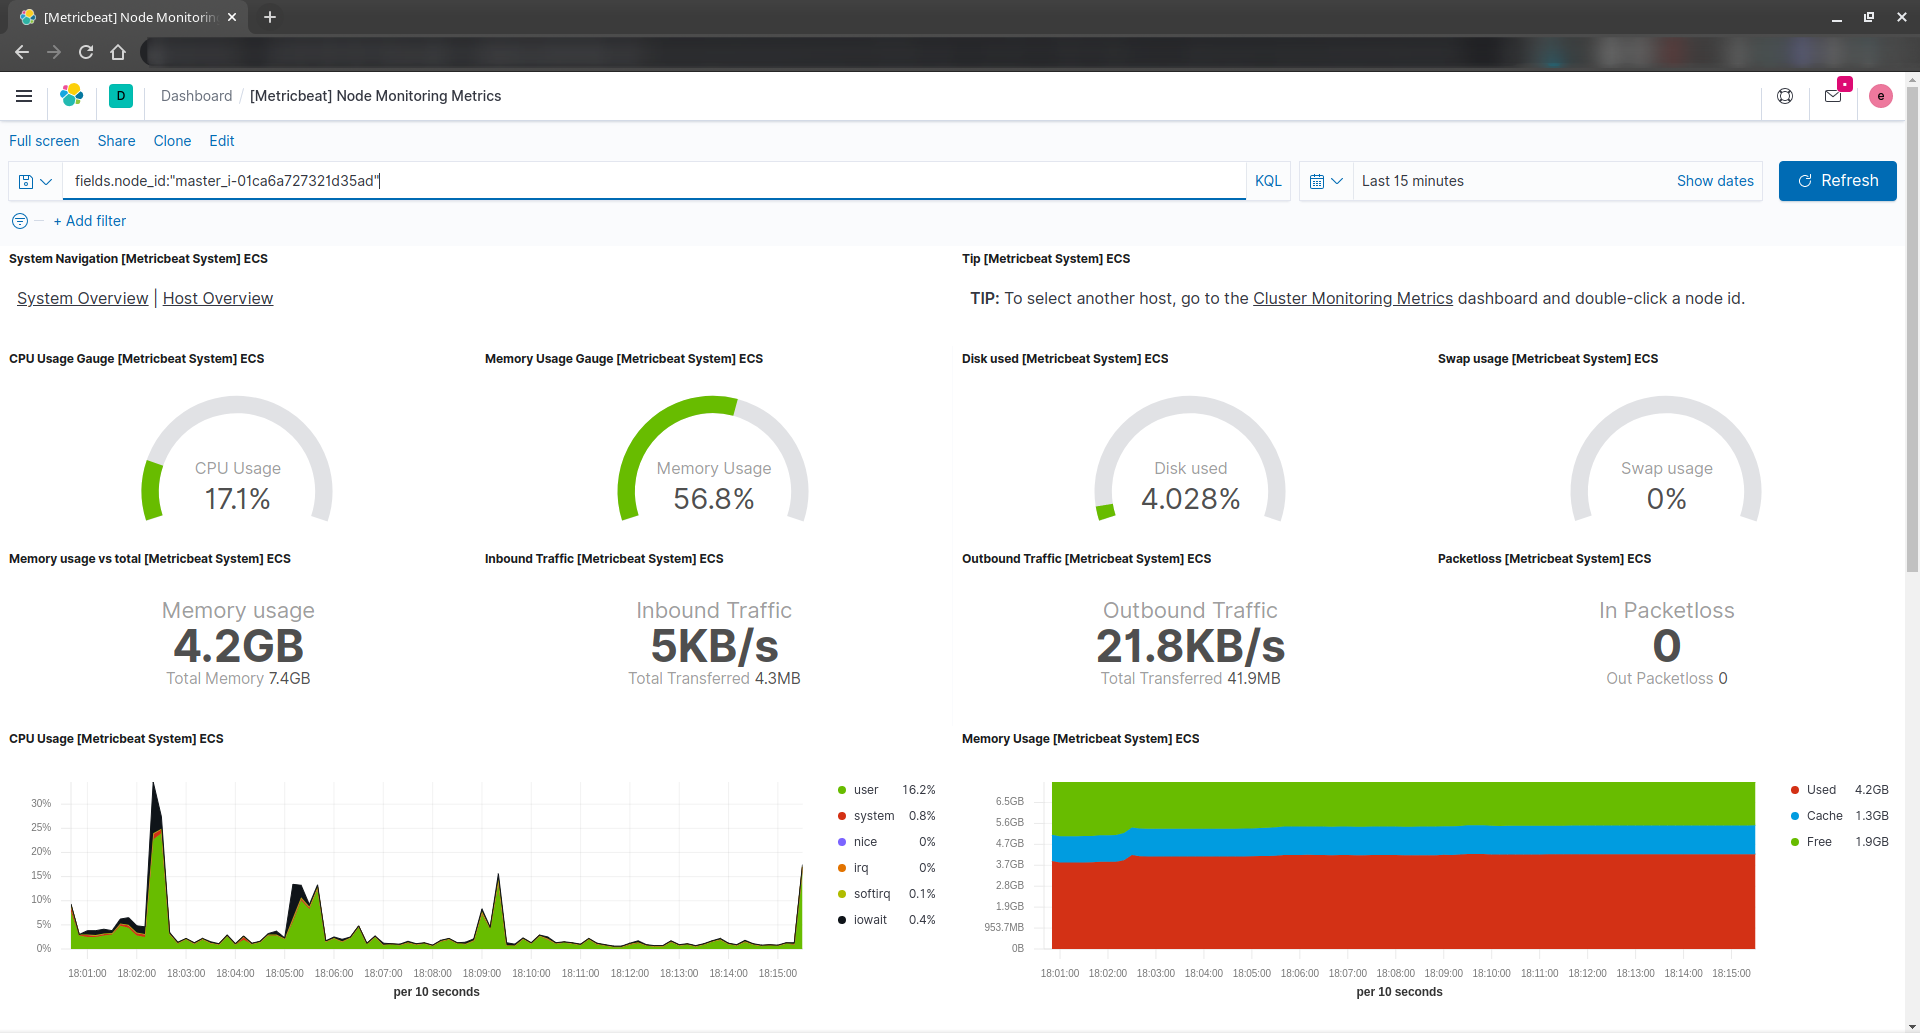 [Metricbeat] Node Monitorin
D
Dashboard / [Metricbeat] Node Monitoring Metrics
e
Full screen Share Clone Edit
fields.node_id:"master_i-01ca6a727321d35ad" KQL Last 15 minutes Show dates Refresh
+ Add filter
System Navigation [Metricbeat System] ECS
Tip [Metricbeat System] ECS
System Overview | Host Overview
TIP: To select another host, go to the Cluster Monitoring Metrics dashboard and double-click a node id.
CPU Usage Gauge [Metricbeat System] ECS
Memory Usage Gauge [Metricbeat System] ECS
Disk used [Metricbeat System] ECS
Swap usage [Metricbeat System] ECS
CPU Usage
17.1%
Memory Usage
56.8%
Disk used
4.028%
Swap usage
0%
Memory usage vs total [Metricbeat System] ECS
Inbound Traffic [Metricbeat System] ECS
Outbound Traffic [Metricbeat System] ECS
Packetloss [Metricbeat System] ECS
Memory usage
4.2GB
Total Memory 7.4GB
Inbound Traffic
5KB/s
Total Transferred 4.3MB
Outbound Traffic
21.8KB/s
Total Transferred 41.9MB
In Packetloss
0
Out Packetloss 0
CPU Usage [Metricbeat System] ECS
30%
25%
20%
15%
10%
5%
0%
18:01:00 18:02:00 18:03:00 18:04:00 18:05:00 18:06:00 18:07:00 18:08:00 18:09:00 18:10:00 18:11:00 18:12:00 18:13:00 18:14:00 18:15:00
per 10 seconds
user 16.2%
system 0.8%
nice 0%
irq 0%
softirq 0.1%
iowait 0.4%
Memory Usage [Metricbeat System] ECS
6.5GB
5.6GB
4.7GB
3.7GB
2.8GB
1.9GB
953.7MB
0B
18:01:00 18:02:00 18:03:00 18:04:00 18:05:00 18:06:00 18:07:00 18:08:00 18:09:00 18:10:00 18:11:00 18:12:00 18:13:00 18:14:00 18:15:00
per 10 seconds
Used 4.2GB
Cache 1.3GB
Free 1.9GB